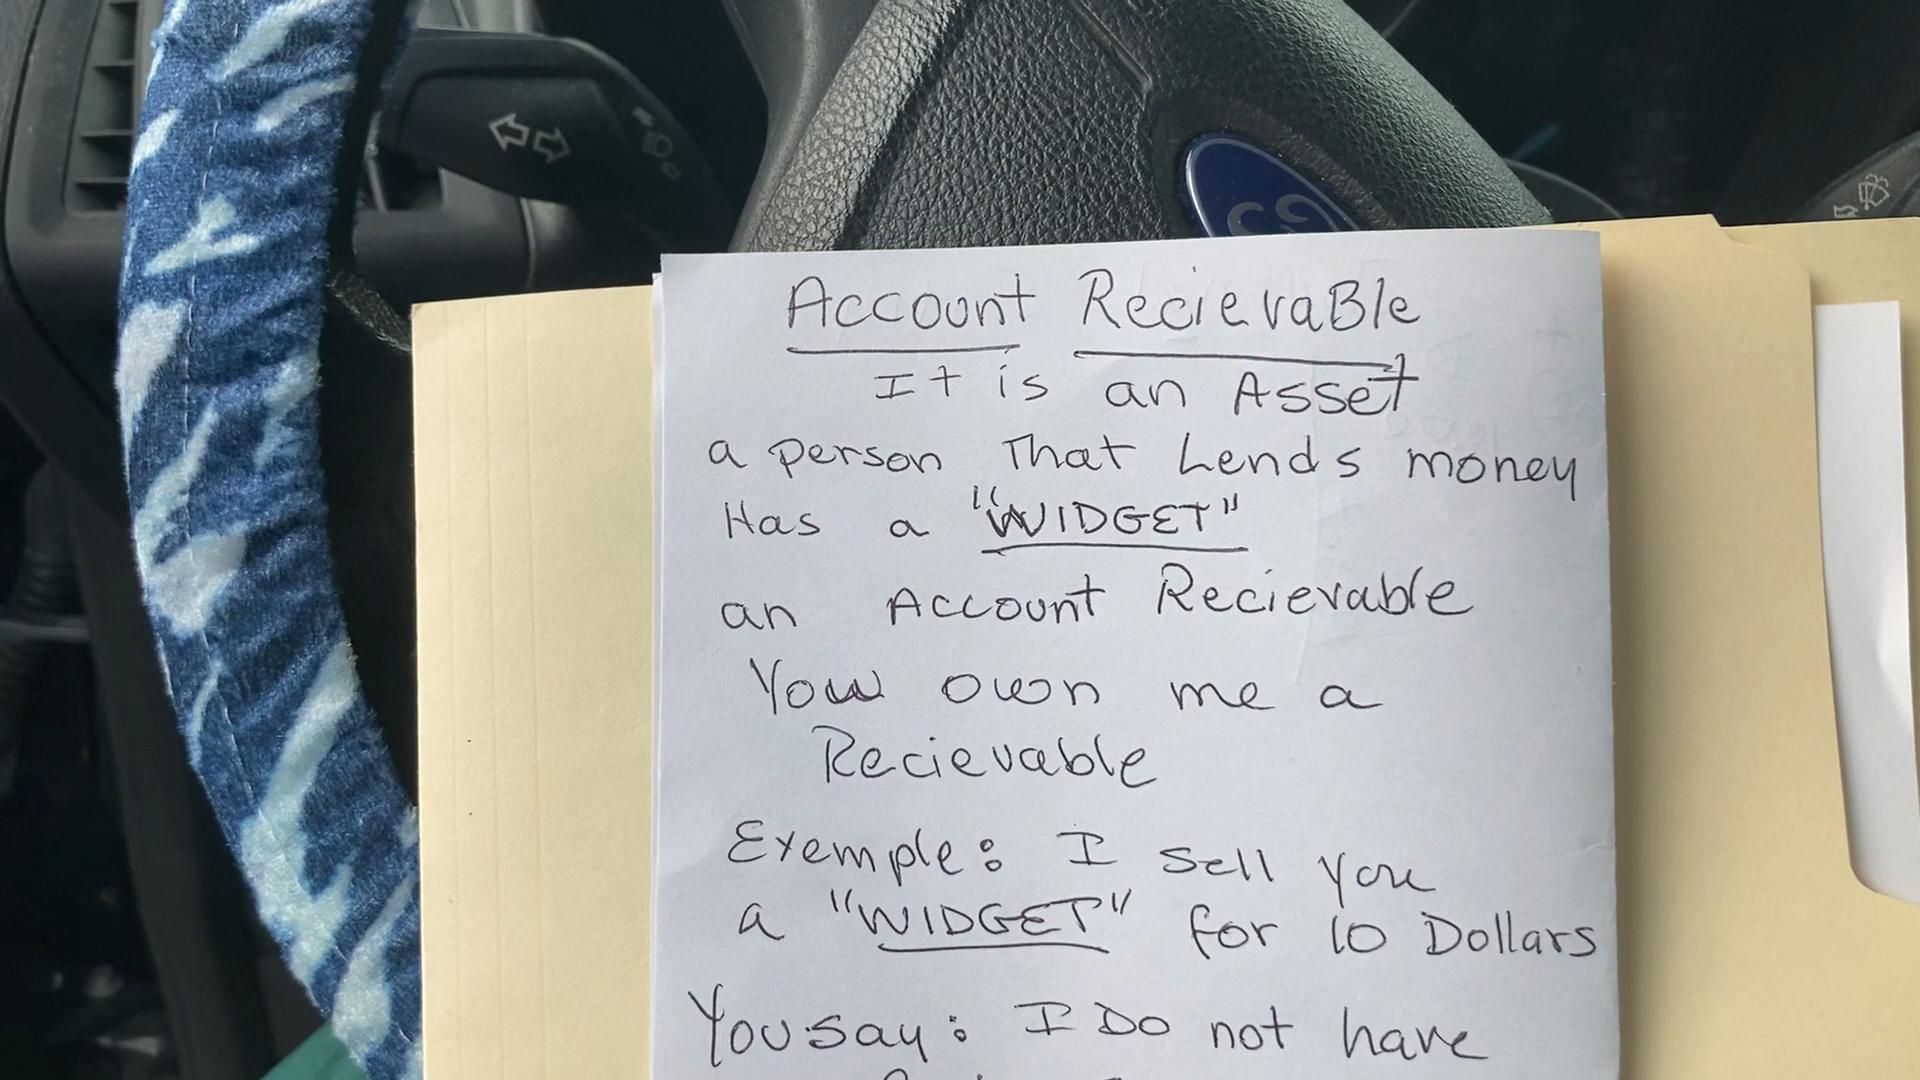 Account RecievaBle
It is an Asset
a person That Lends money
Has a "WIDGET"
an Account Recievable
You own me a
Recievable
Exemple: I sell you
a "WIDGET" for 10 Dollars
You say: I Do not have